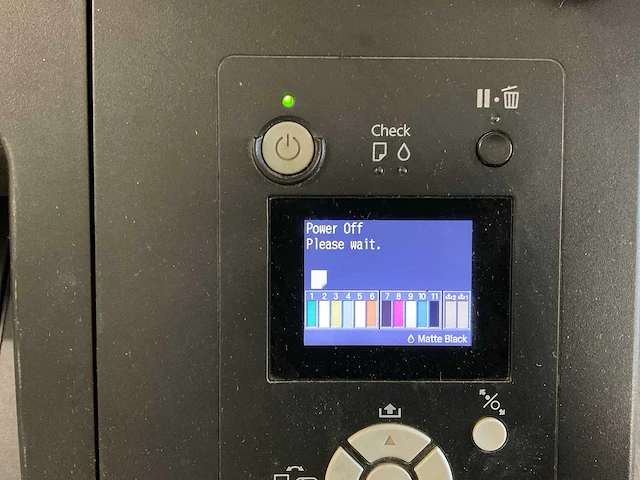 Check
Power Off
Please wait.
1 2 3 4 5 6 7 8 9 10 11
Matte Black